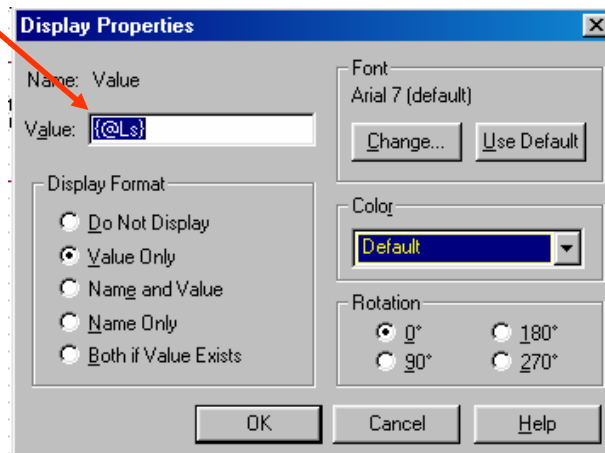 Display Properties
Name: Value
Value: {@Ls}
Display Format
Do Not Display
Value Only
Name and Value
Name Only
Both if Value Exists
Font
Arial 7 (default)
Change...
Use Default
Color
Default
Rotation
0°
180°
90°
270°
OK
Cancel
Help